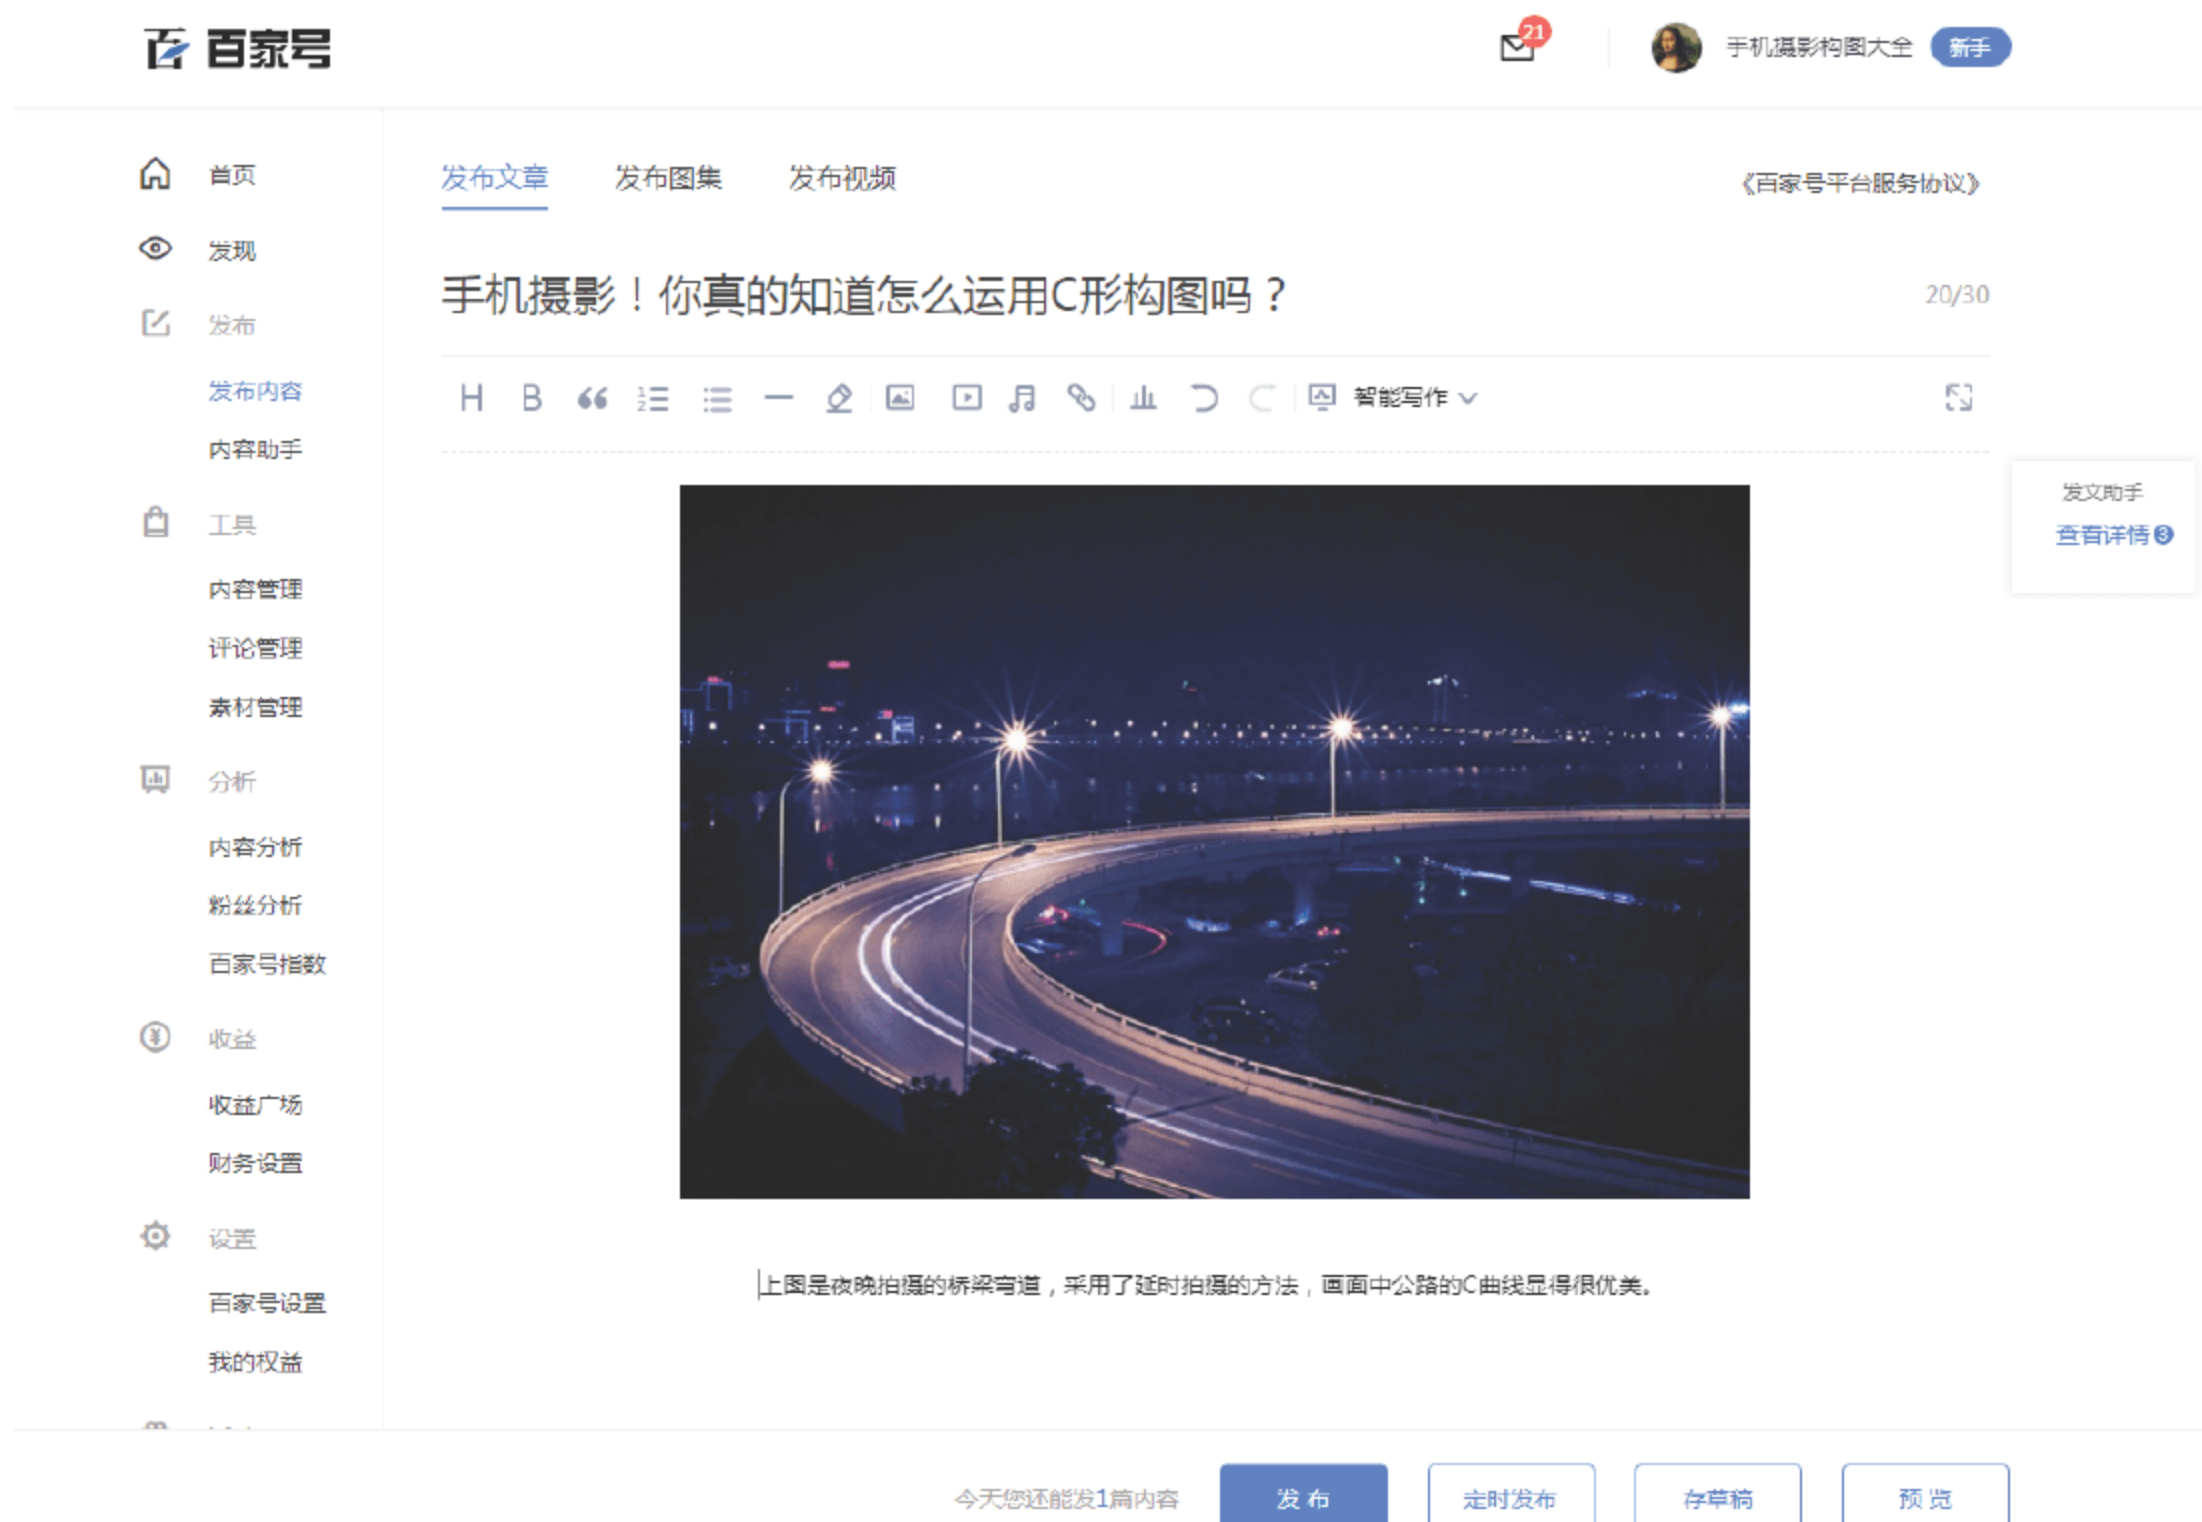 百家号
21
手机摄影构图大全 新手
首页
发现
发布
发布内容
内容助手
工具
内容管理
评论管理
素材管理
分析
内容分析
粉丝分析
百家号指数
收益
收益广场
财务设置
设置
百家号设置
我的权益
发布文章 发布图集 发布视频 《百家号平台服务协议》
手机摄影！你真的知道怎么运用C形构图吗？ 20/30
H B 智能写作
发文助手
查看详情 3
上图是夜晚拍摄的桥梁弯道，采用了延时拍摄的方法，画面中公路的C曲线显得很优美。
今天您还能发1篇内容 发布 定时发布 存草稿 预览